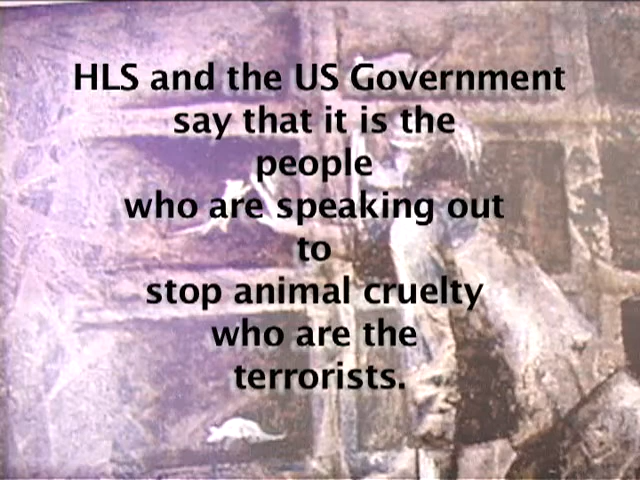 HLS and the US Government
say that it is the
people
who are speaking out
to
stop animal cruelty
who are the
terrorists.